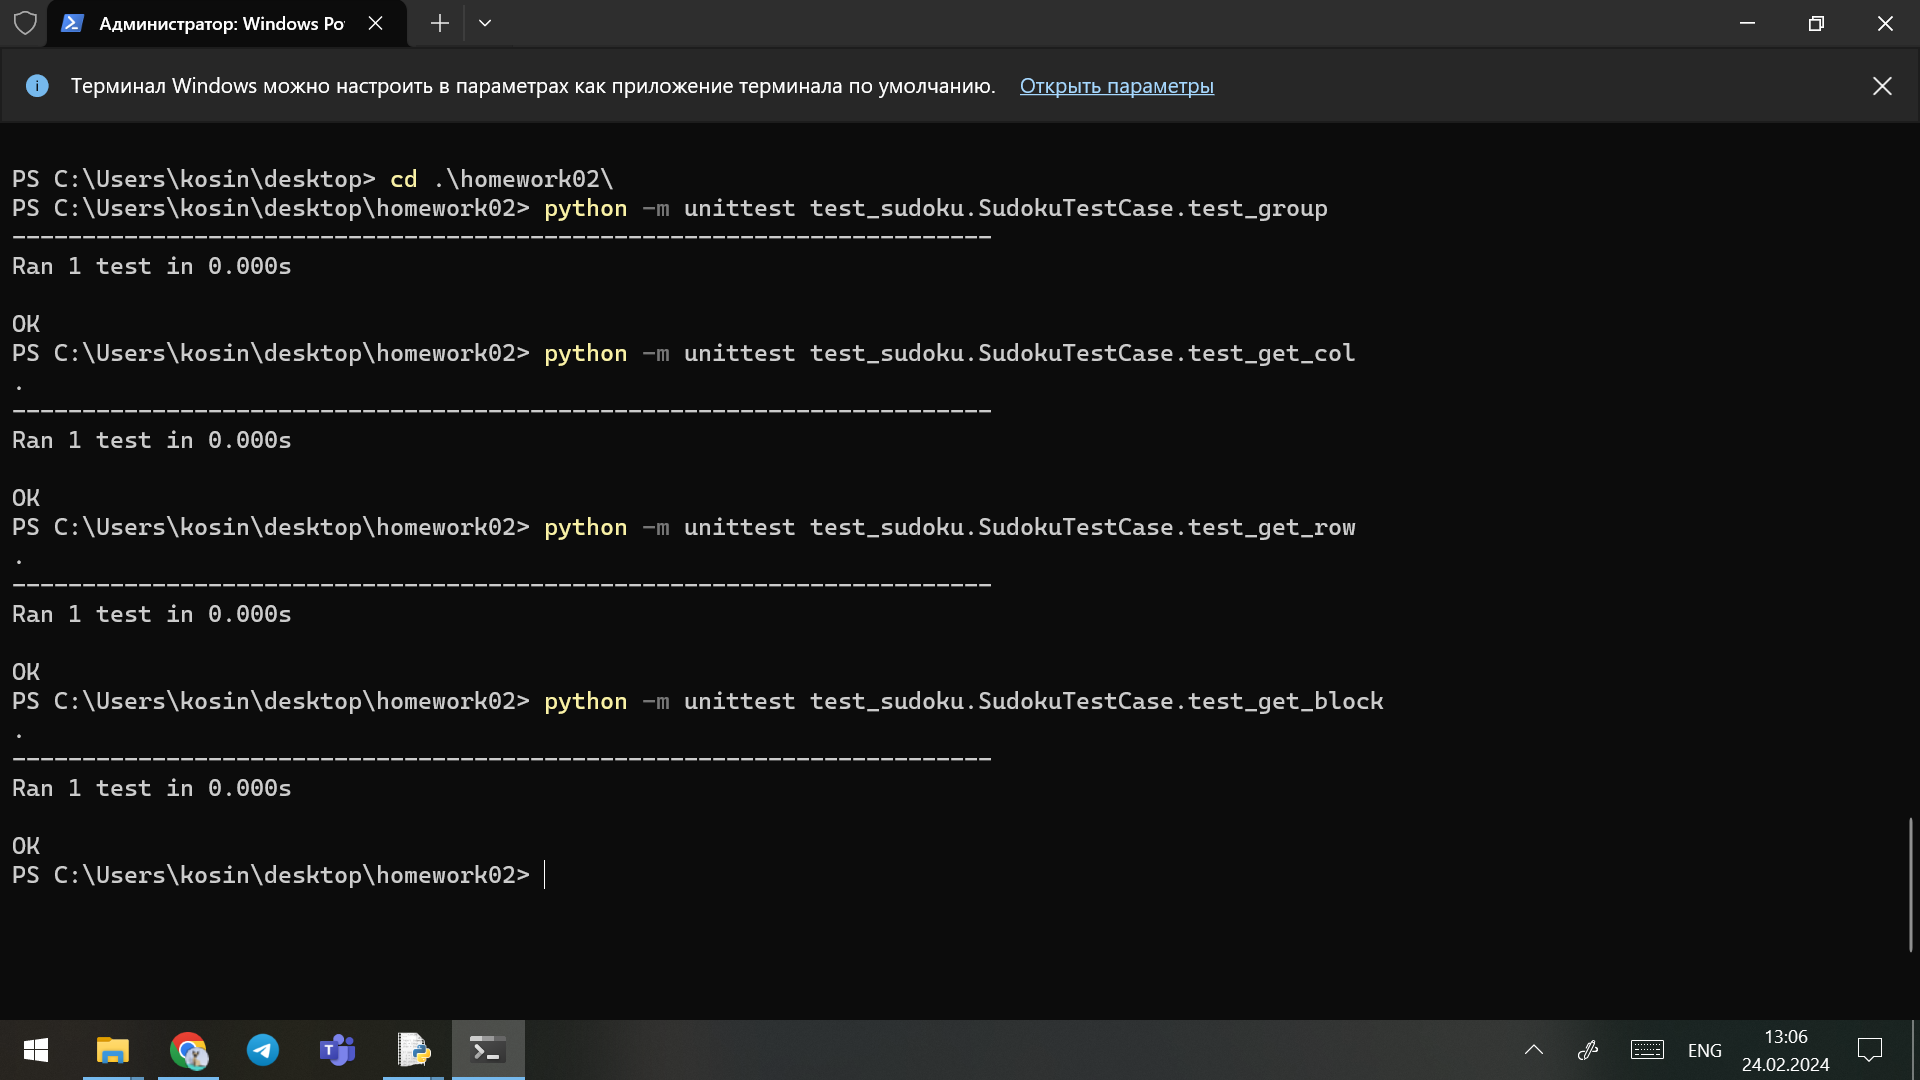 Администратор: Windows Po
Терминал Windows можно настроить в параметрах как приложение терминала по умолчанию. Открыть параметры
PS C:\Users\kosin\desktop> cd .\homework02\
PS C:\Users\kosin\desktop\homework02> python -m unittest test_sudoku.SudokuTestCase.test_group
----------------------------------------------------------------------
Ran 1 test in 0.000s
OK
PS C:\Users\kosin\desktop\homework02> python -m unittest test_sudoku.SudokuTestCase.test_get_col
.
----------------------------------------------------------------------
Ran 1 test in 0.000s
OK
PS C:\Users\kosin\desktop\homework02> python -m unittest test_sudoku.SudokuTestCase.test_get_row
.
----------------------------------------------------------------------
Ran 1 test in 0.000s
OK
PS C:\Users\kosin\desktop\homework02> python -m unittest test_sudoku.SudokuTestCase.test_get_block
.
----------------------------------------------------------------------
Ran 1 test in 0.000s
OK
PS C:\Users\kosin\desktop\homework02>
ENG
13:06
24.02.2024